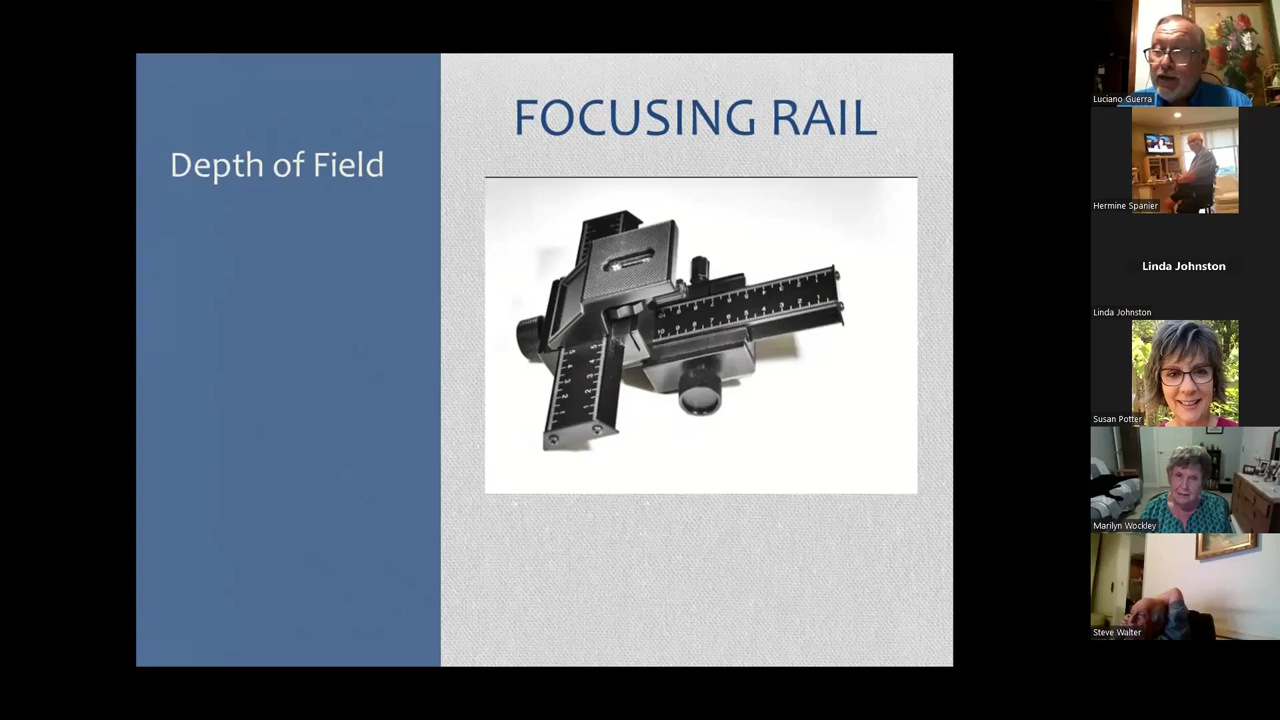 Depth of Field
FOCUSING RAIL
Luciano Guerra
Hermine Spanier
Linda Johnston
Linda Johnston
Susan Potter
Marilyn Wockley
Steve Walter